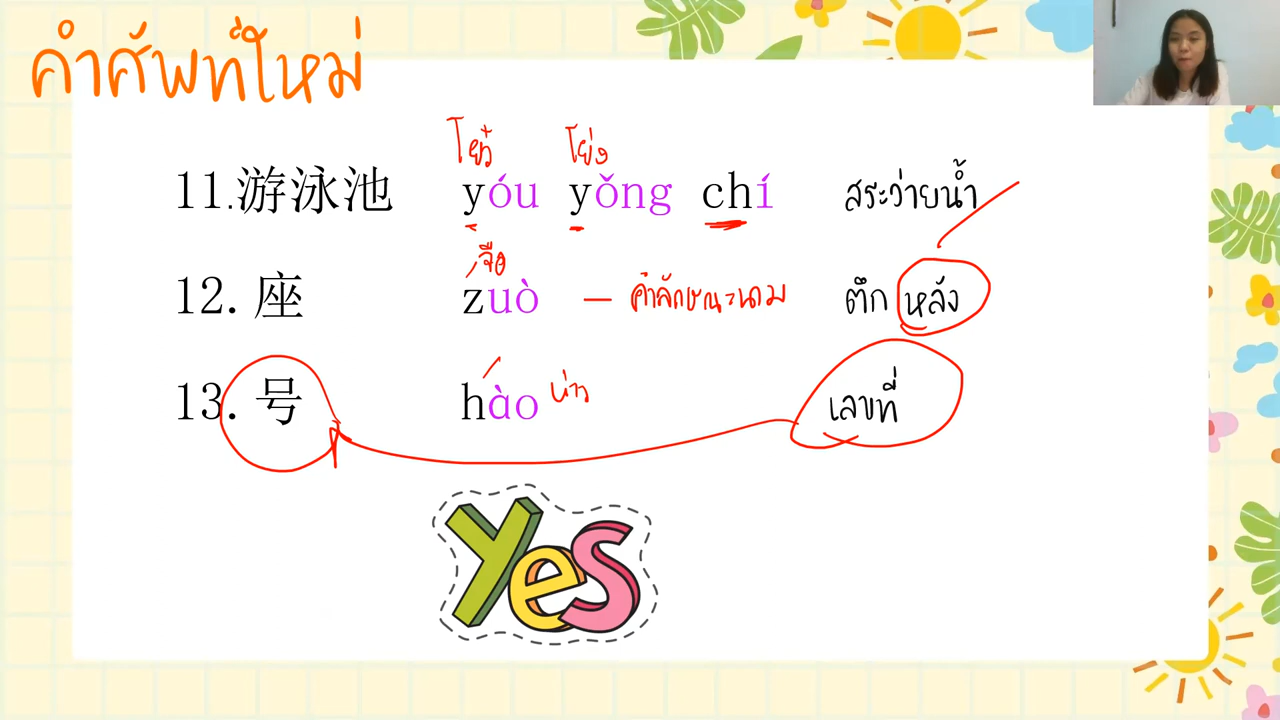 คำศัพท์ใหม่
โยว๋ โย่ง
11.游泳池 yóu yǒng chí สระว่ายน้ำ
จือ
12. 座 zuò – คำลักษณะนาม ตึก หลัง
13. 号 hào ห่าว เลขที่
Yes